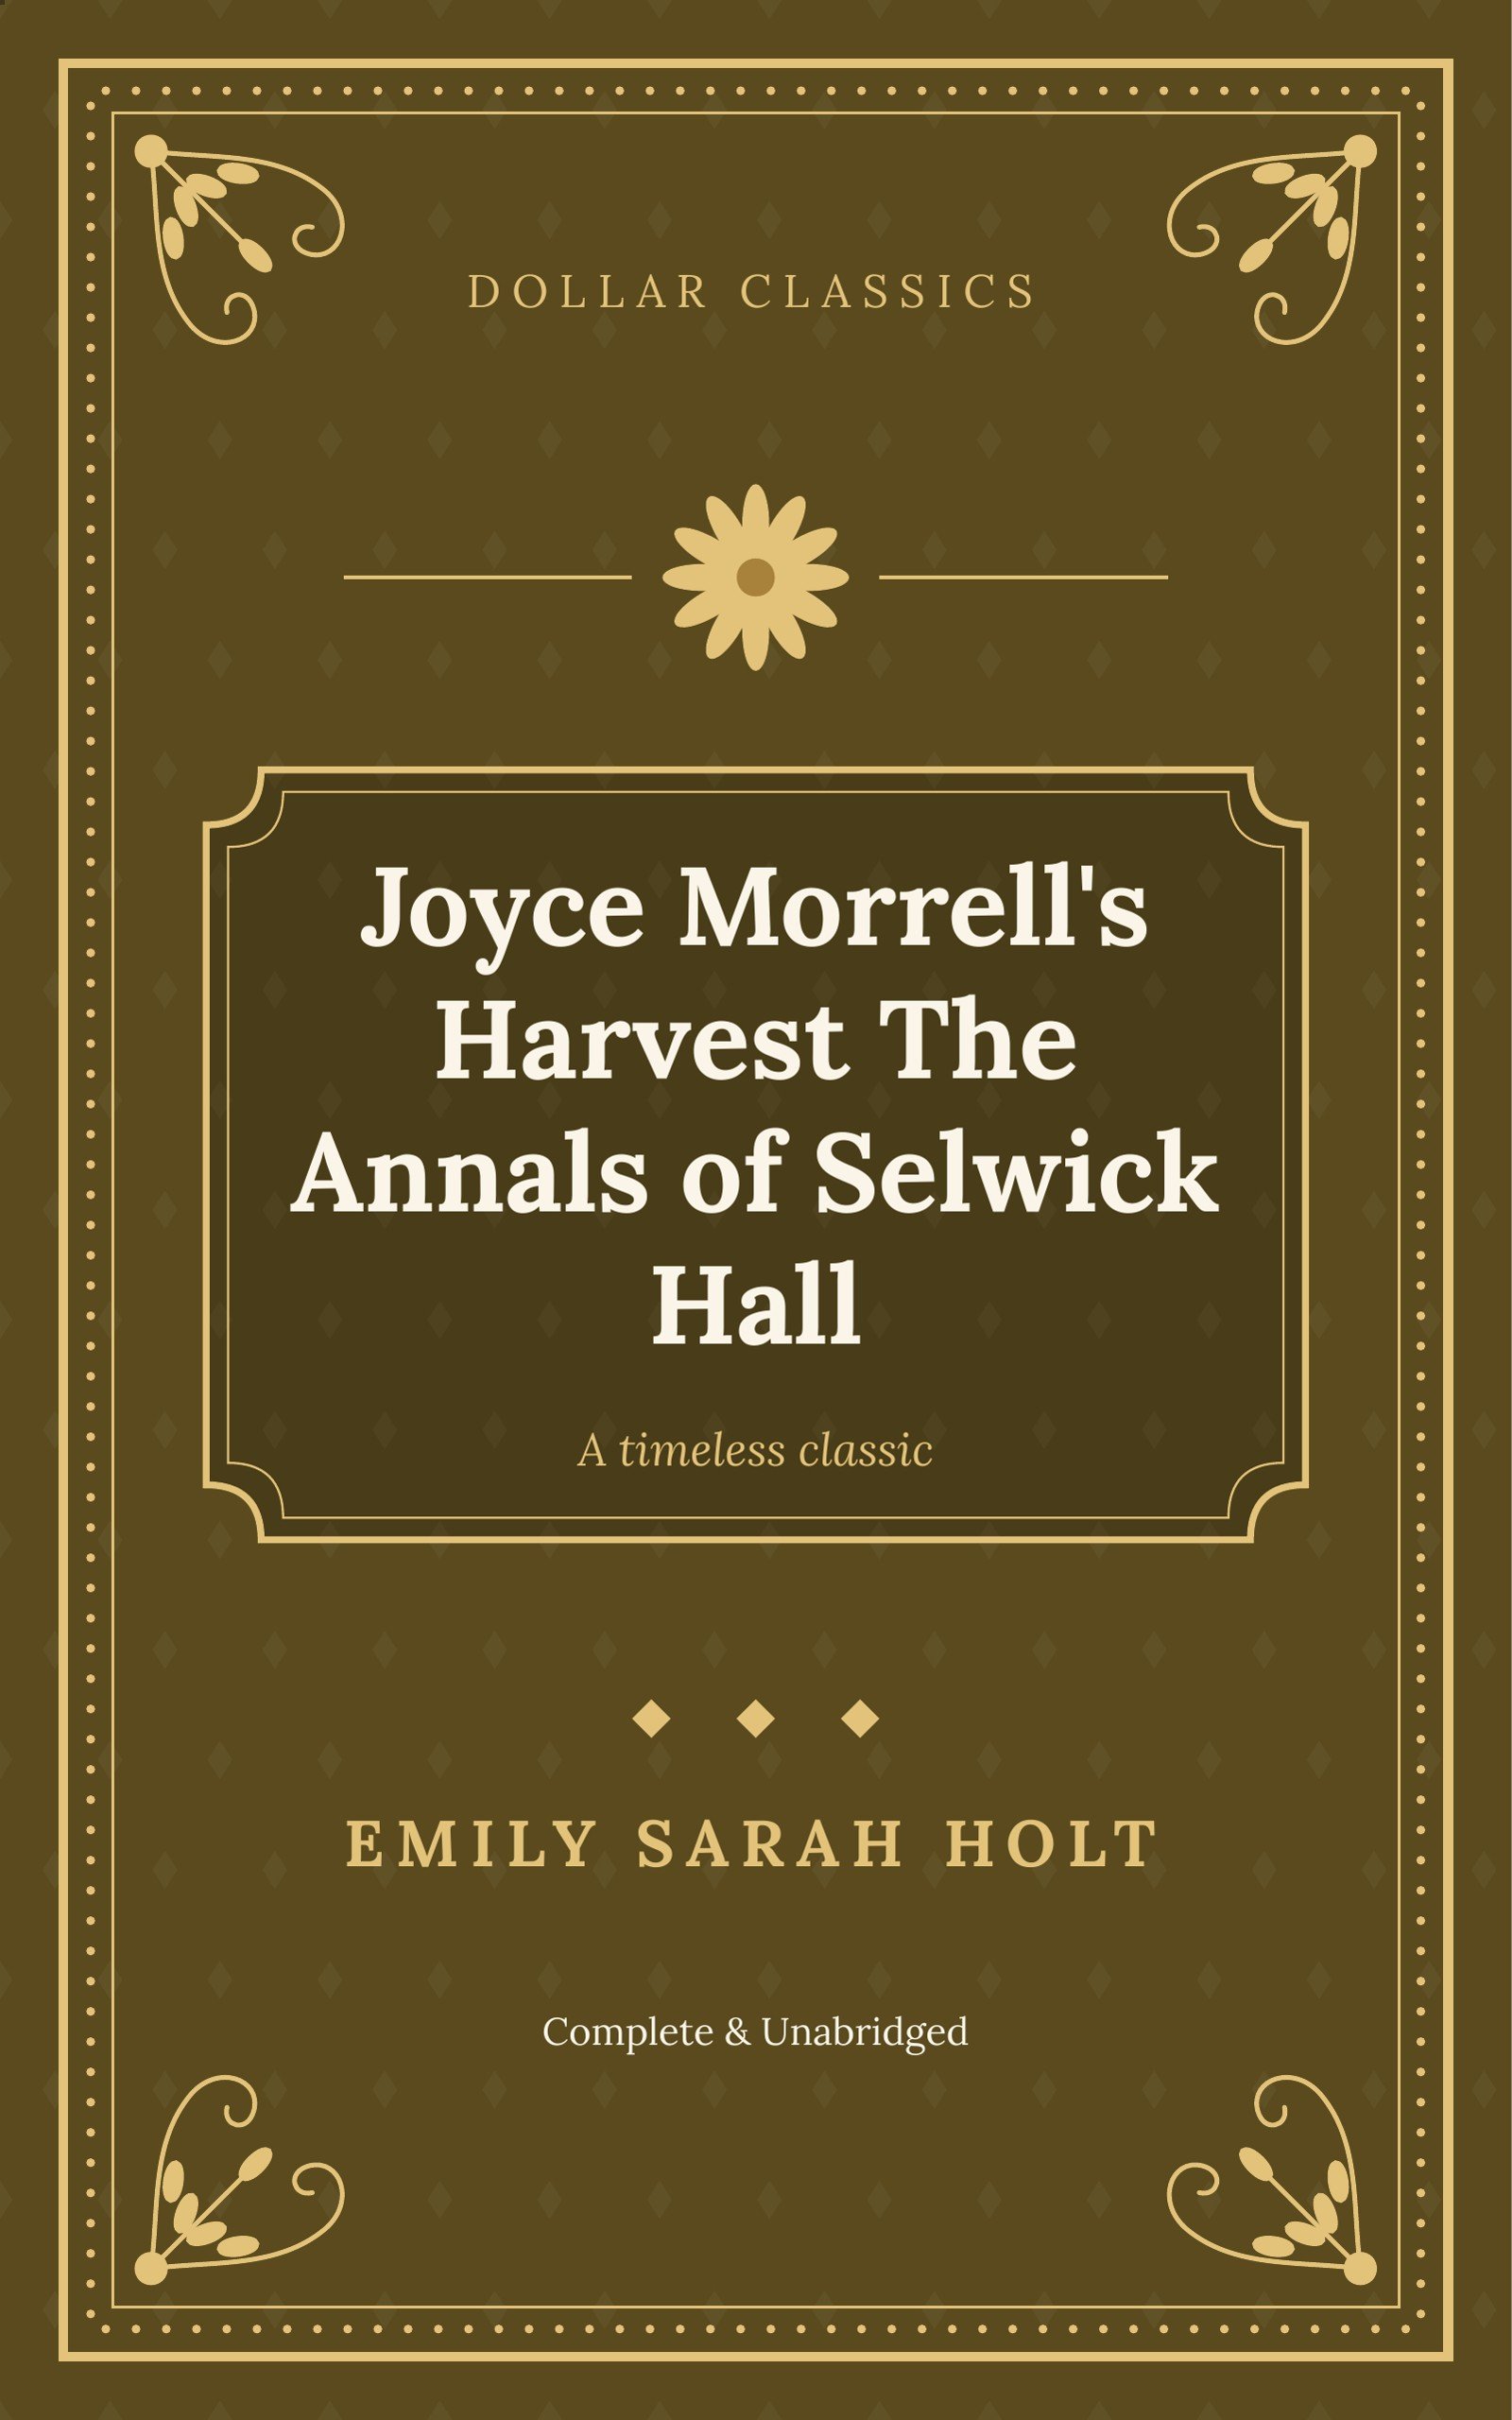 DOLLAR CLASSICS
Joyce Morrell's
Harvest The
Annals of Selwick
Hall
A timeless classic
EMILY SARAH HOLT
Complete & Unabridged